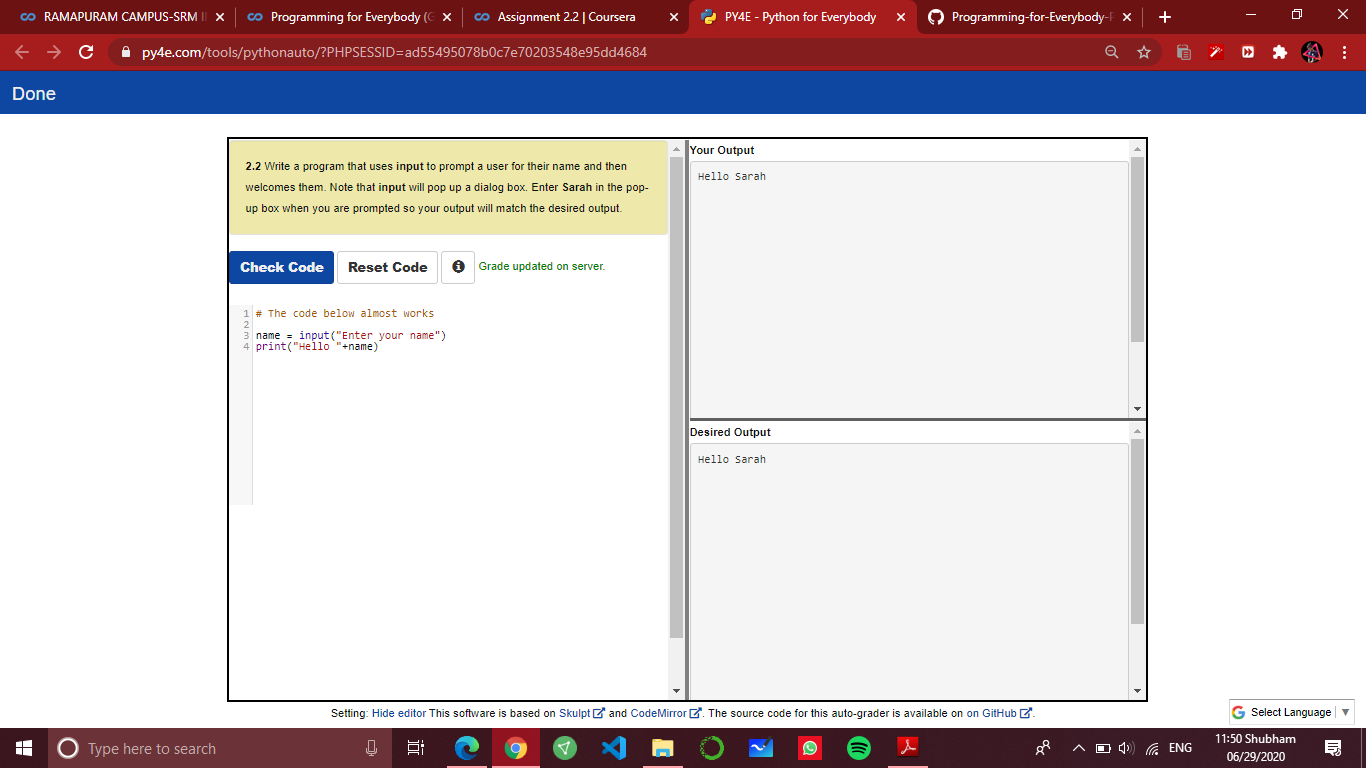 RAMAPURAM CAMPUS-SRM
Programming for Everybody (G
Assignment 2.2 | Coursera
PY4E - Python for Everybody
Programming-for-Everybody-P
py4e.com/tools/pythonauto/?PHPSESSID=ad55495078b0c7e70203548e95dd4684
Done
2.2 Write a program that uses input to prompt a user for their name and then
welcomes them. Note that input will pop up a dialog box. Enter Sarah in the pop-
up box when you are prompted so your output will match the desired output.
Check Code
Reset Code
Grade updated on server.
1 # The code below almost works
2
3 name = input("Enter your name")
4 print("Hello "+name)
Your Output
Hello Sarah
Desired Output
Hello Sarah
Setting: Hide editor This software is based on Skulpt and CodeMirror. The source code for this auto-grader is available on on GitHub.
Select Language ▼
Type here to search
ENG
11:50 Shubham
06/29/2020